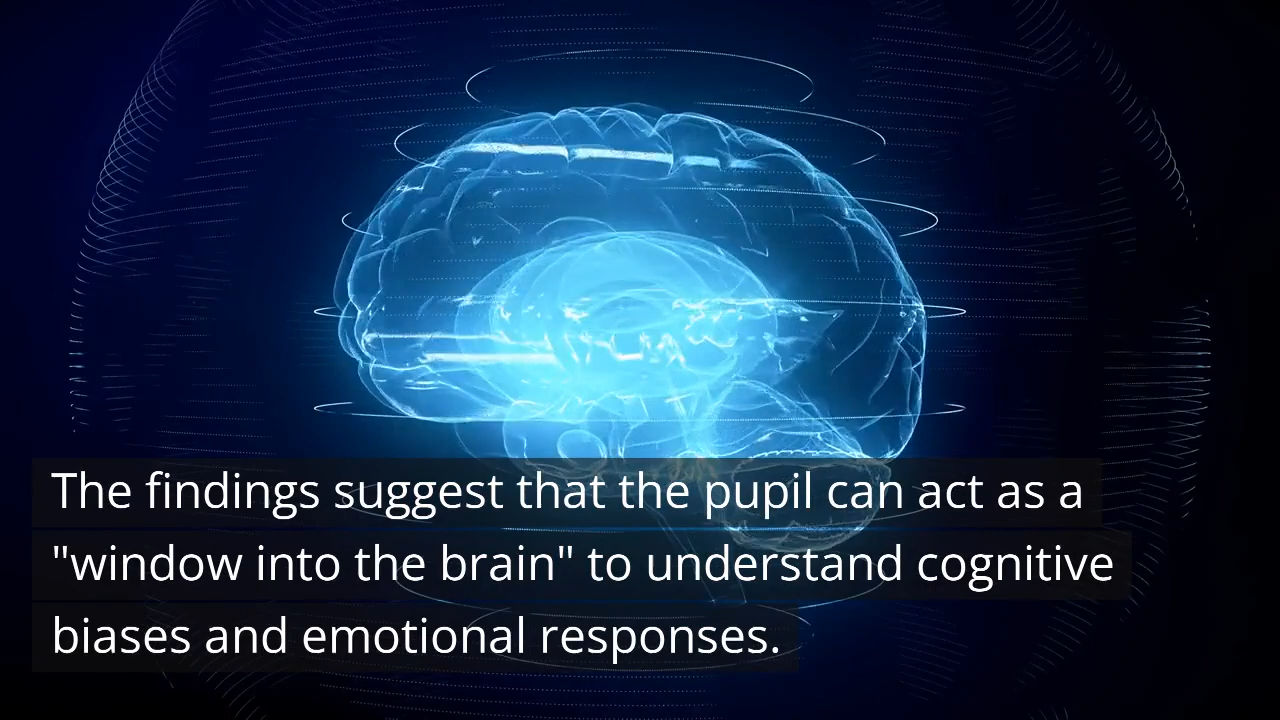 The findings suggest that the pupil can act as a
"window into the brain" to understand cognitive
biases and emotional responses.